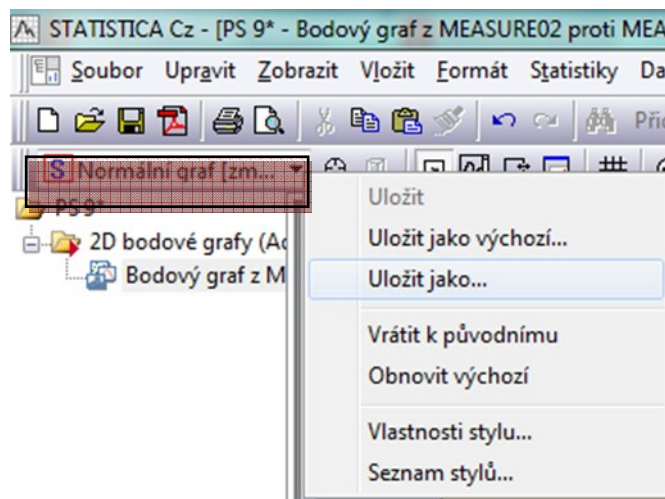 STATISTICA Cz - [PS 9* - Bodový graf z MEASURE02 proti MEA
Soubor Upravit Zobrazit Vložit Formát Statistiky Da
Přid
S Normální graf [zm...
PS 9*
2D bodové grafy (Ad
Bodový graf z M
Uložit
Uložit jako výchozí...
Uložit jako...
Vrátit k původnímu
Obnovit výchozí
Vlastnosti stylu...
Seznam stylů...